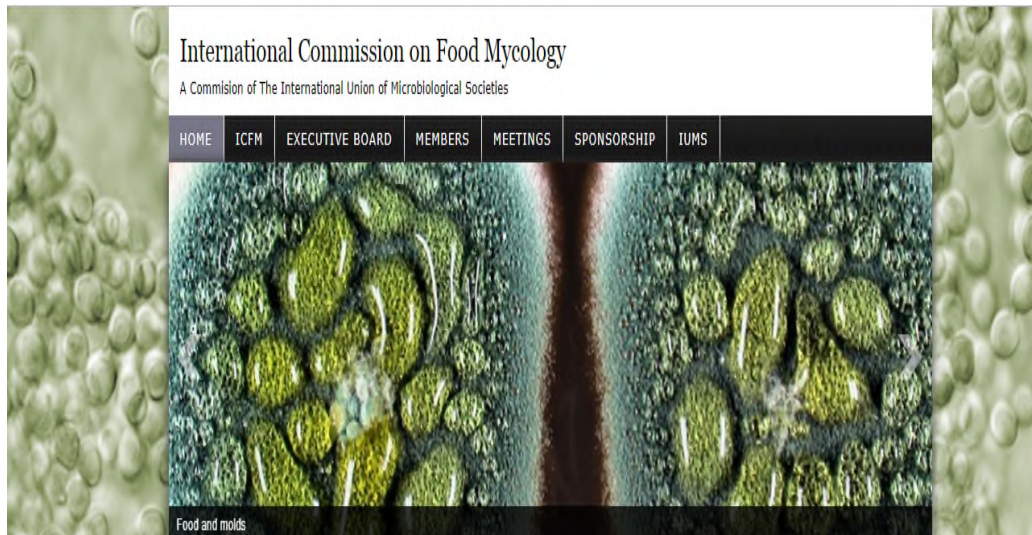 International Commission on Food Mycology
A Commision of The International Union of Microbiological Societies
HOME ICFM EXECUTIVE BOARD MEMBERS MEETINGS SPONSORSHIP IUMS
Food and molds